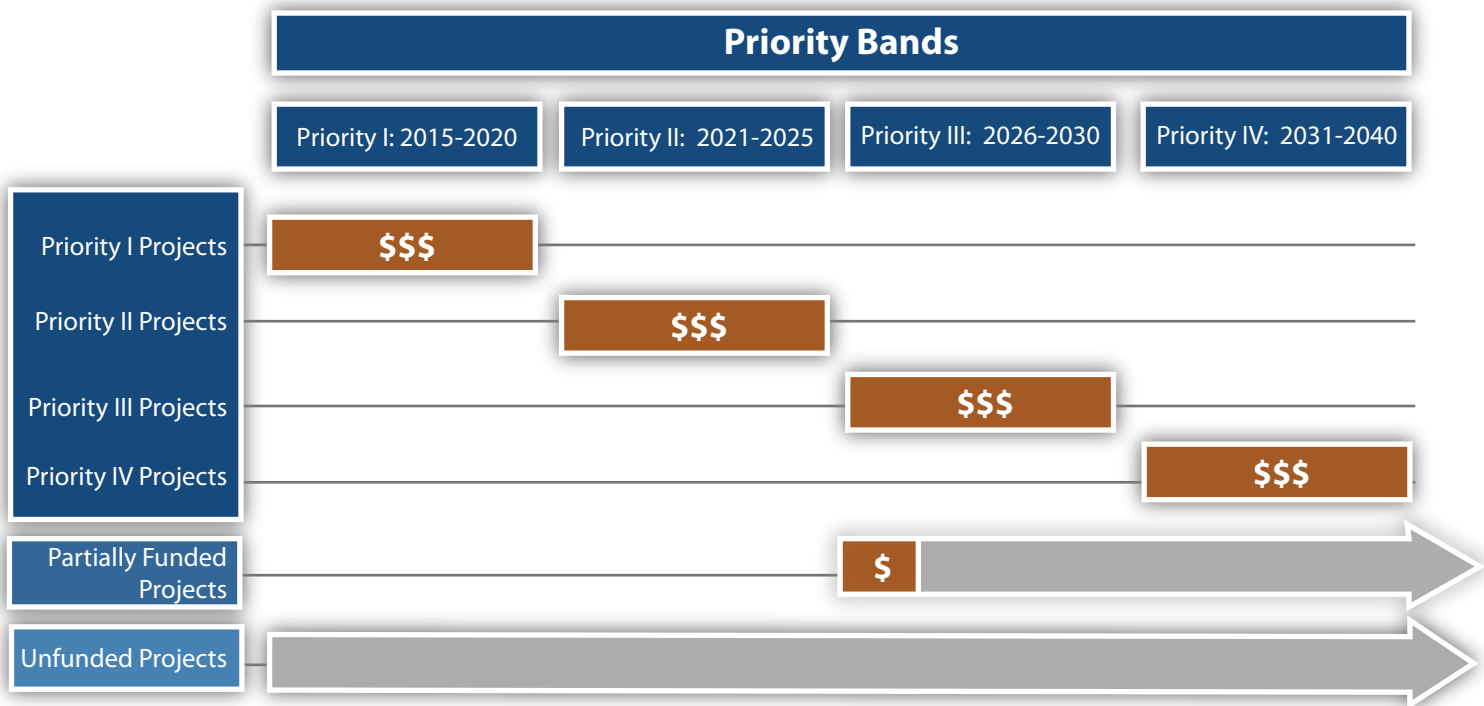 Priority Bands
Priority I: 2015-2020
Priority II: 2021-2025
Priority III: 2026-2030
Priority IV: 2031-2040
Priority I Projects
$$$
Priority II Projects
$$$
Priority III Projects
$$$
Priority IV Projects
$$$
Partially Funded
Projects
$
Unfunded Projects